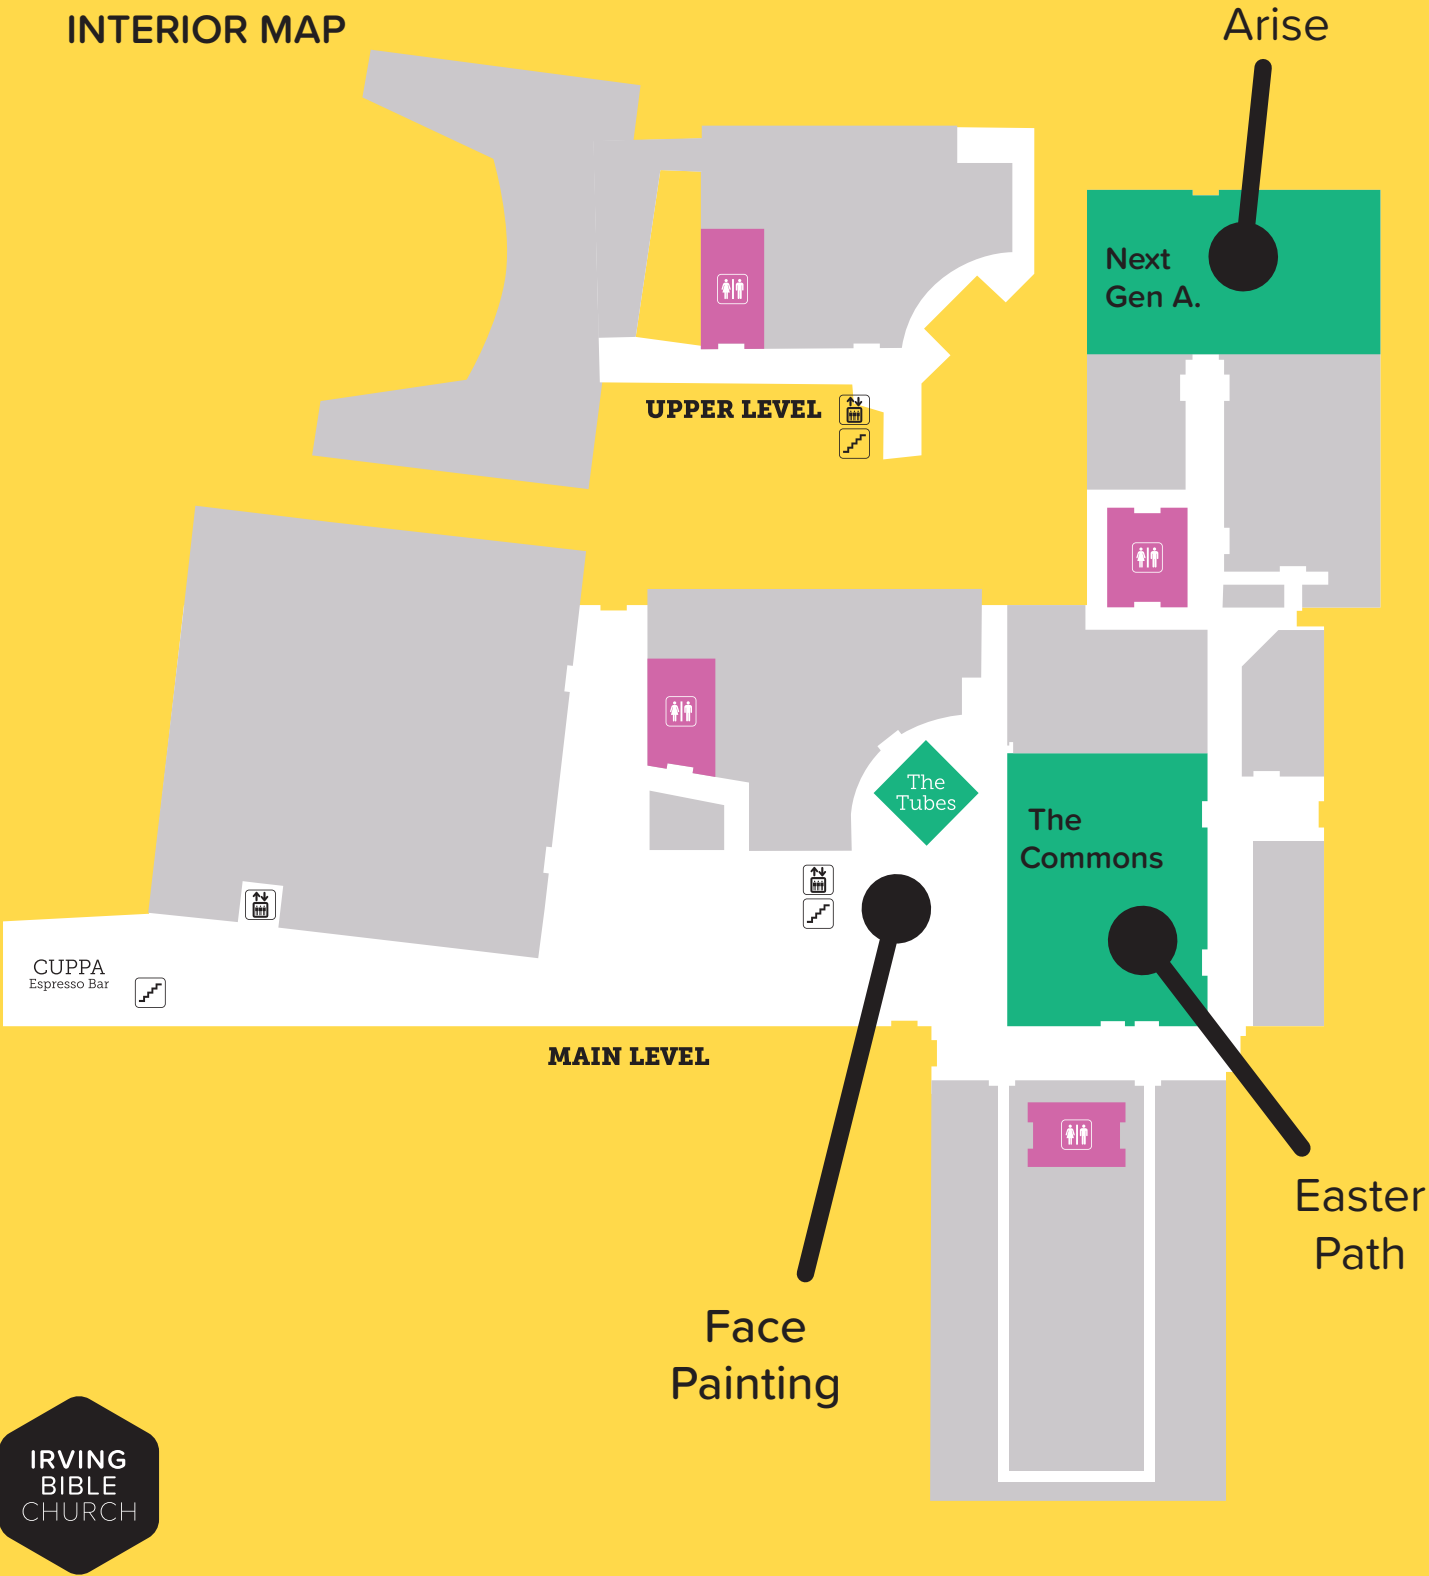 INTERIOR MAP
Arise
Next
Gen A.
UPPER LEVEL
The
Tubes
The
Commons
CUPPA
Espresso Bar
MAIN LEVEL
Easter
Path
Face
Painting
IRVING
BIBLE
CHURCH